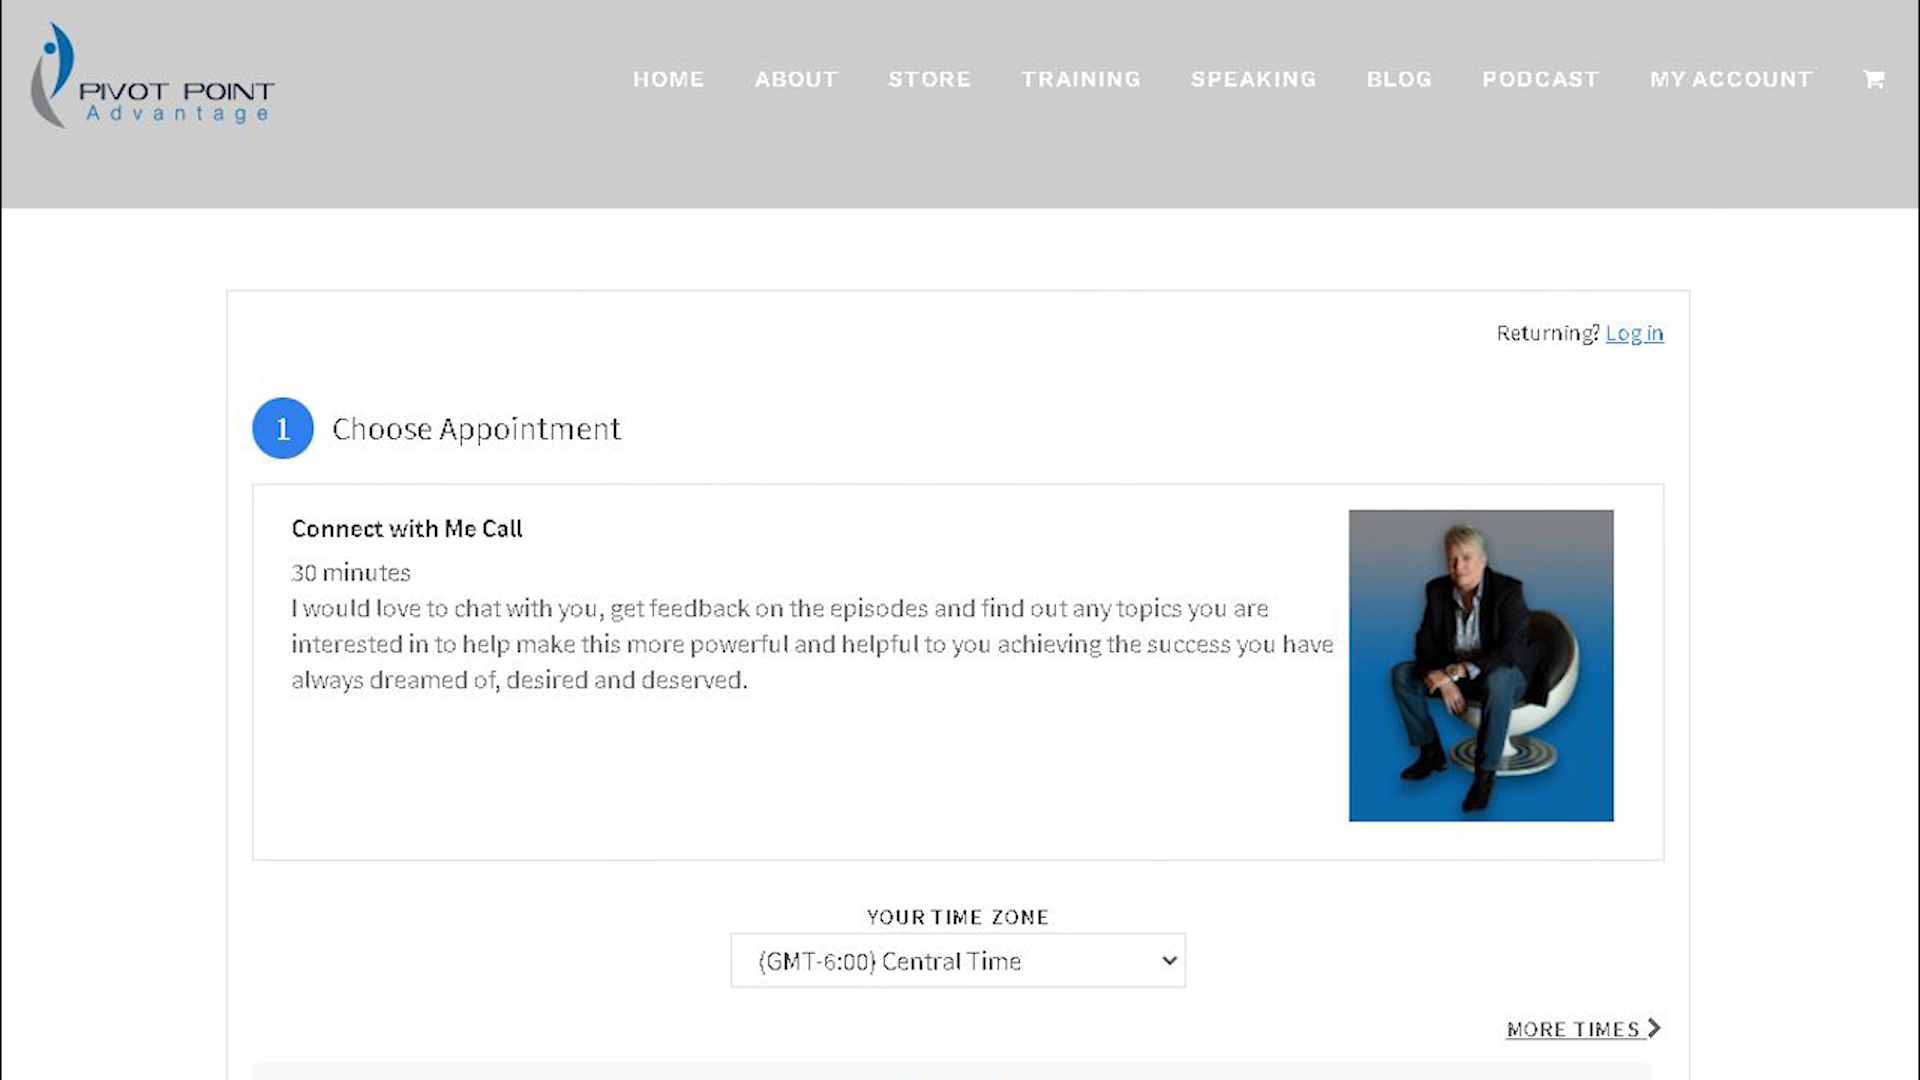 PIVOT POINT
Advantage
HOME ABOUT STORE TRAINING SPEAKING BLOG PODCAST MY ACCOUNT
Returning? Log in
1 Choose Appointment
Connect with Me Call
30 minutes
I would love to chat with you, get feedback on the episodes and find out any topics you are
interested in to help make this more powerful and helpful to you achieving the success you have
always dreamed of, desired and deserved.
YOUR TIME ZONE
(GMT-6:00) Central Time
MORE TIMES